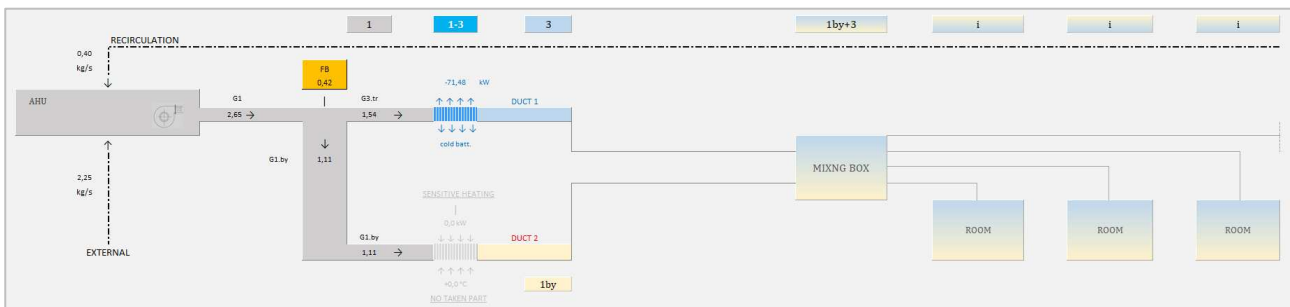 1 1-3 3 1by+3 i i i
RECIRCULATION
0,40
kg/s
FB
0,42
-71,48 kW
AHU
G1
G3.tr
DUCT 1
2,65
1,54
cold batt.
G1.by
1,11
MIXNG BOX
2,25
kg/s
SENSITIVE HEATING
0,0 kW
ROOM ROOM ROOM
G1.by
DUCT 2
EXTERNAL
1,11
+0,0 °C
1by
NO TAKEN PART